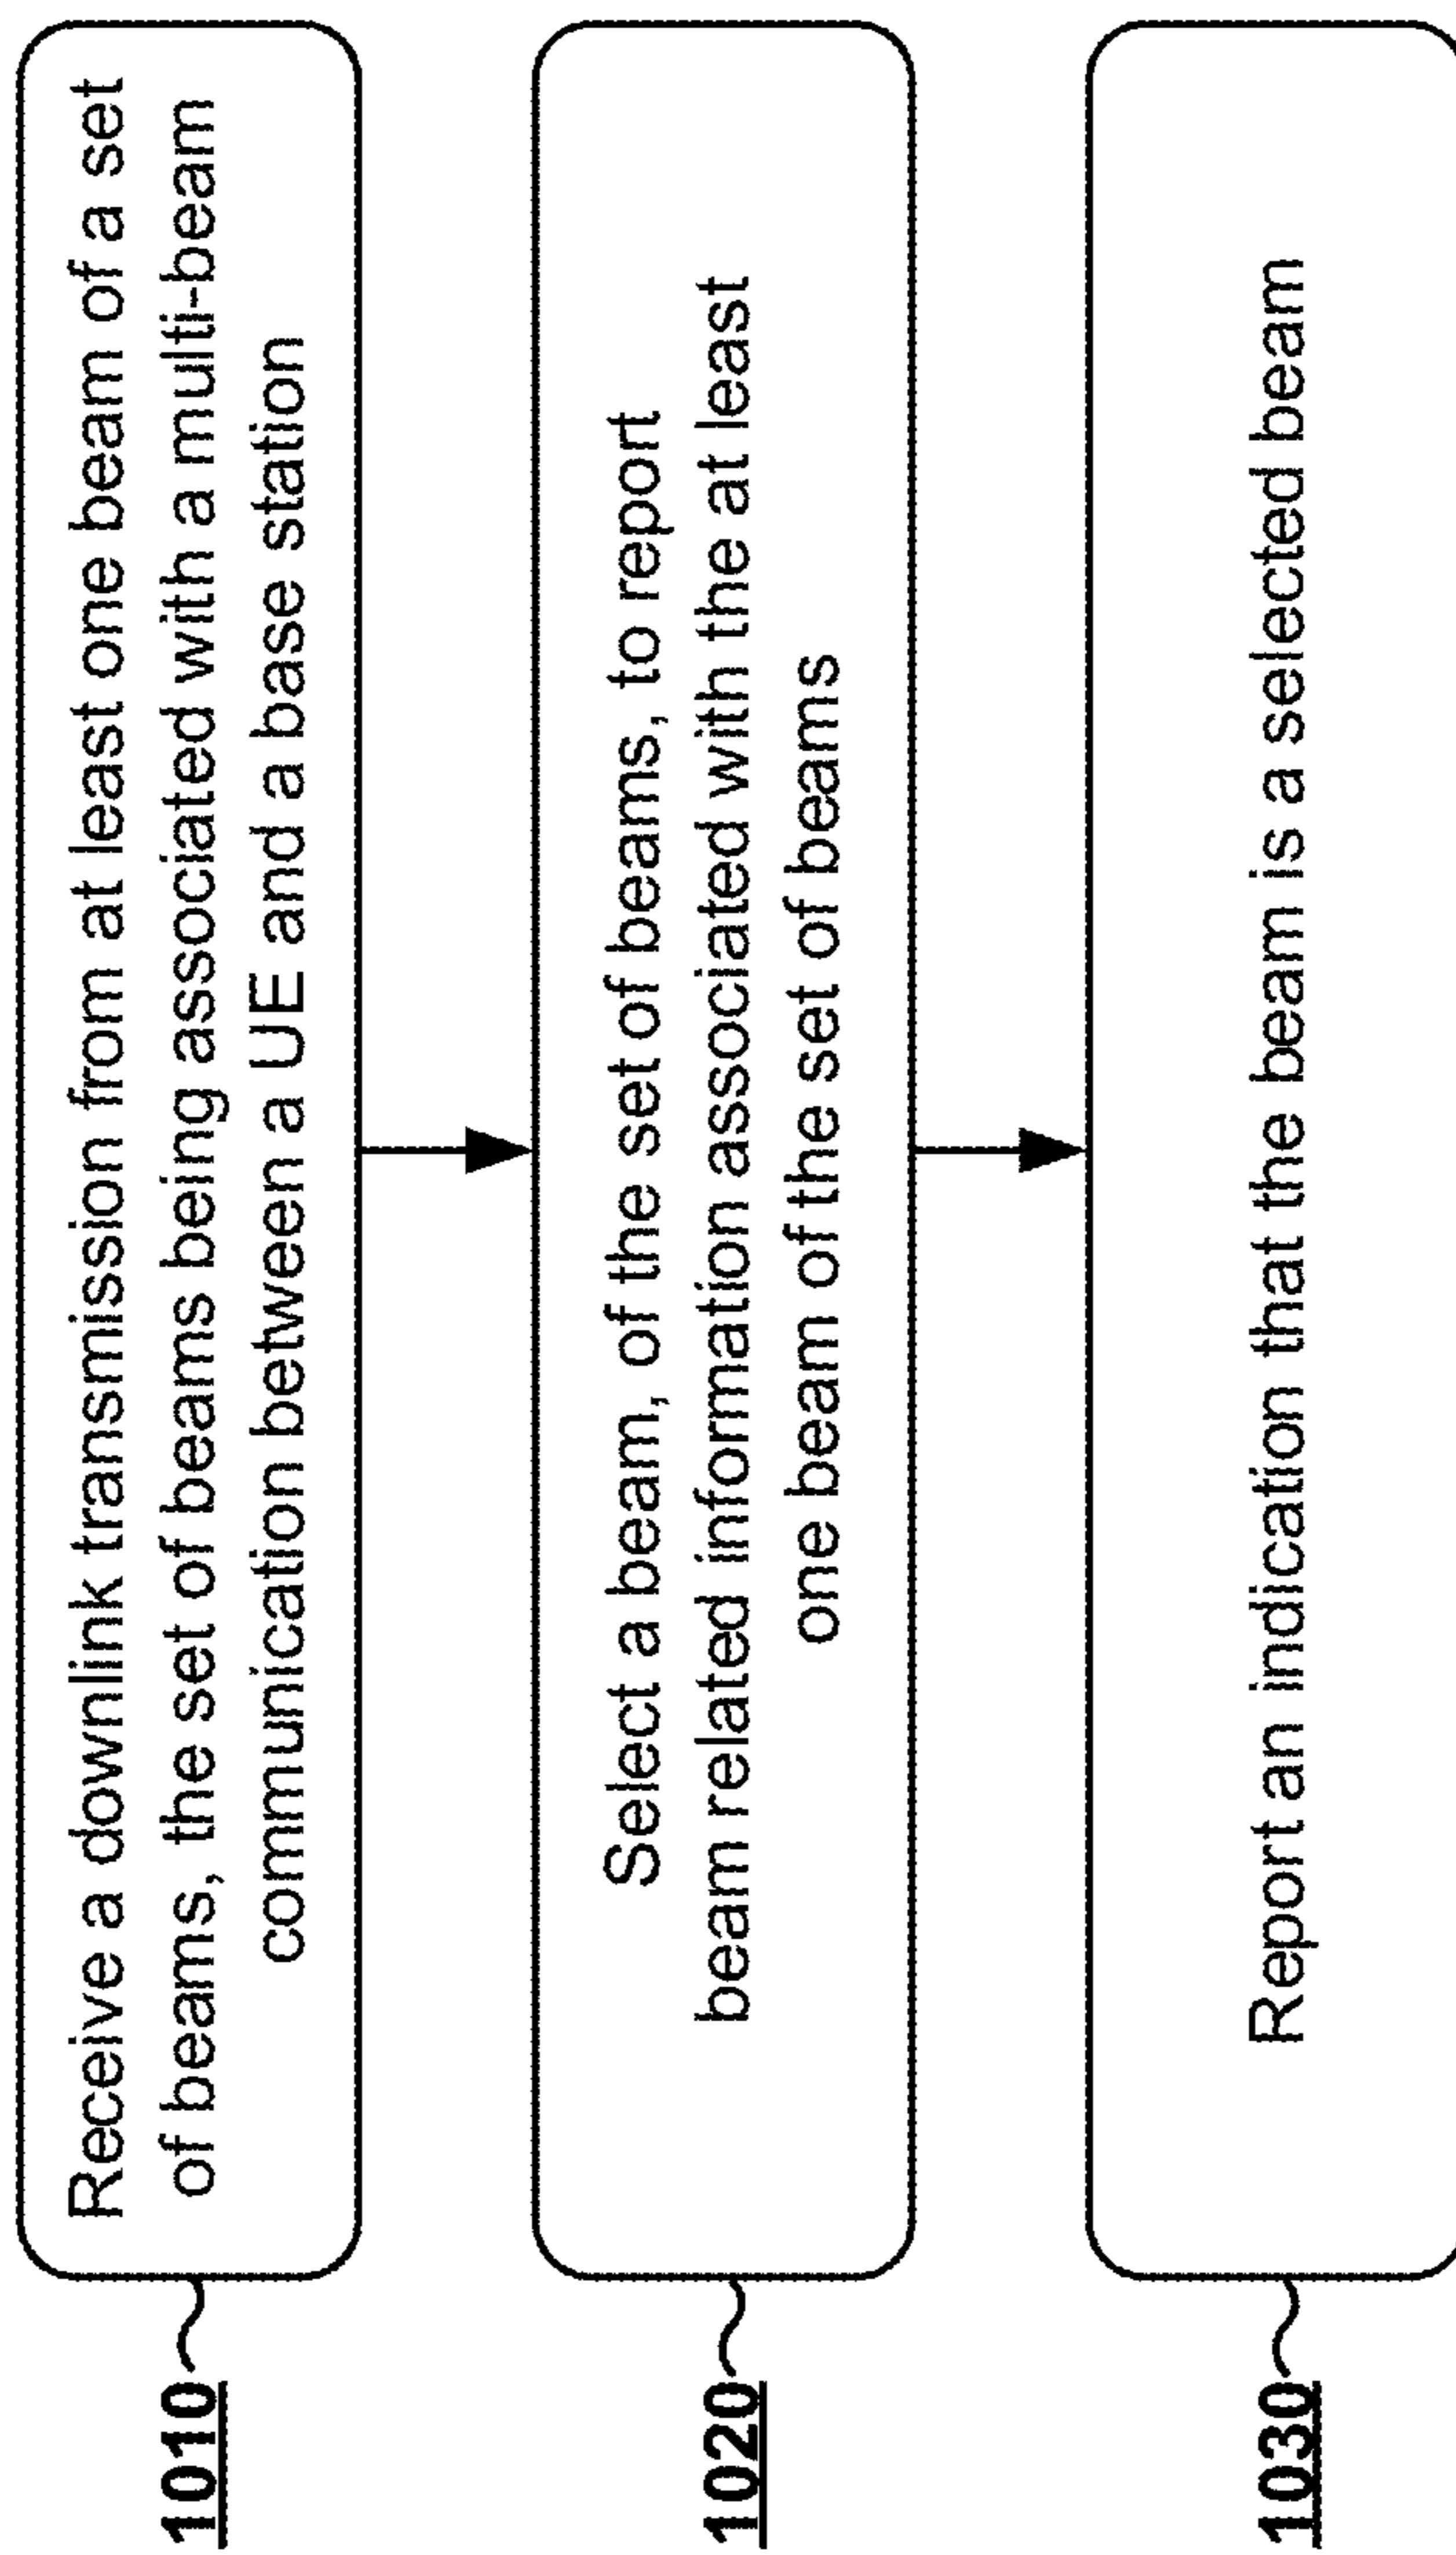 1010
Receive a downlink transmission from at least one beam of a set
of beams, the set of beams being associated with a multi-beam
communication between a UE and a base station
1020
Select a beam, of the set of beams, to report
beam related information associated with the at least
one beam of the set of beams
1030
Report an indication that the beam is a selected beam